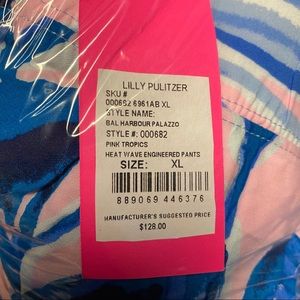 LILLY PULITZER
SKU #
000682 6961AB XL
STYLE NAME:
BAL HARBOUR PALAZZO
STYLE #: 000682
PINK TROPICS
HEAT WAVE ENGINEERED PANTS
SIZE: XL
889069 446376
MANUFACTURER'S SUGGESTED PRICE
$128.00